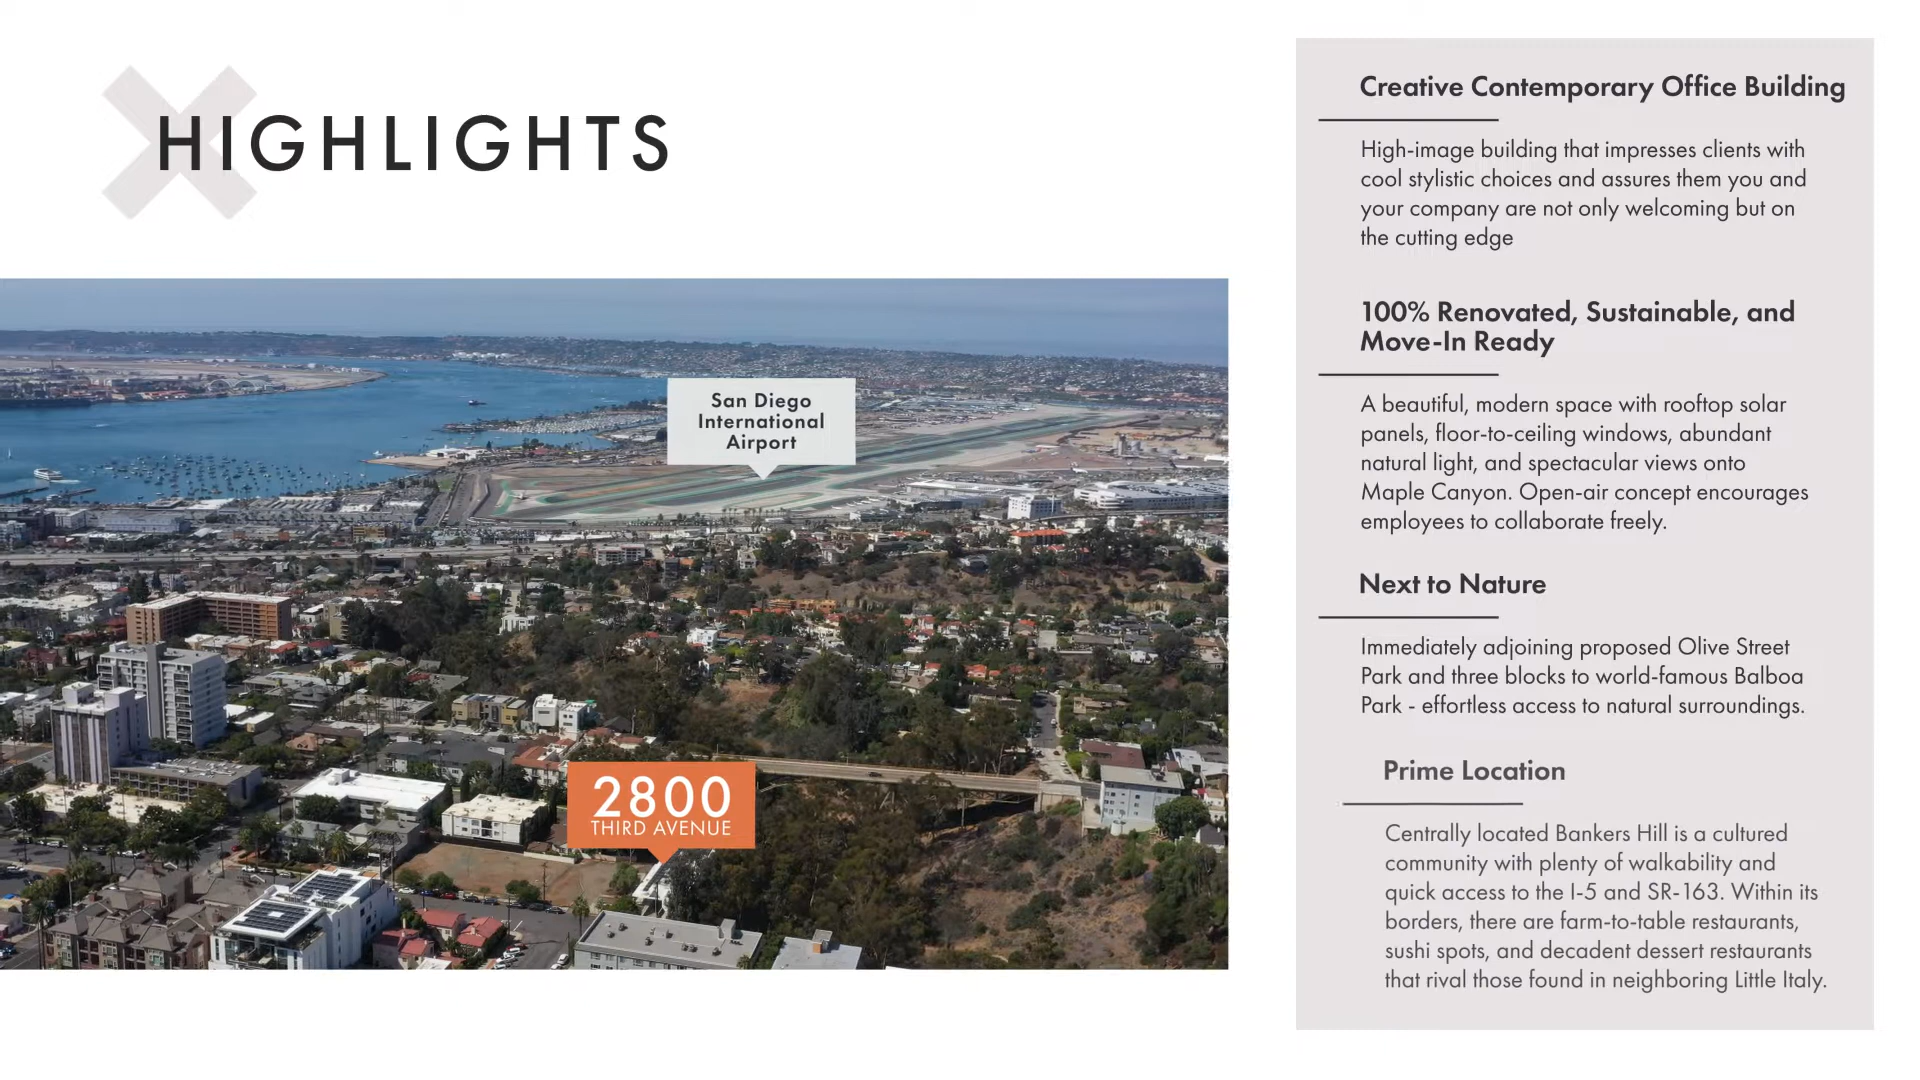 HIGHLIGHTS
San Diego
International
Airport
2800
THIRD AVENUE
Creative Contemporary Office Building
High-image building that impresses clients with
cool stylistic choices and assures them you and
your company are not only welcoming but on
the cutting edge
100% Renovated, Sustainable, and
Move-In Ready
A beautiful, modern space with rooftop solar
panels, floor-to-ceiling windows, abundant
natural light, and spectacular views onto
Maple Canyon. Open-air concept encourages
employees to collaborate freely.
Next to Nature
Immediately adjoining proposed Olive Street
Park and three blocks to world-famous Balboa
Park - effortless access to natural surroundings.
Prime Location
Centrally located Bankers Hill is a cultured
community with plenty of walkability and
quick access to the I-5 and SR-163. Within its
borders, there are farm-to-table restaurants,
sushi spots, and decadent dessert restaurants
that rival those found in neighboring Little Italy.